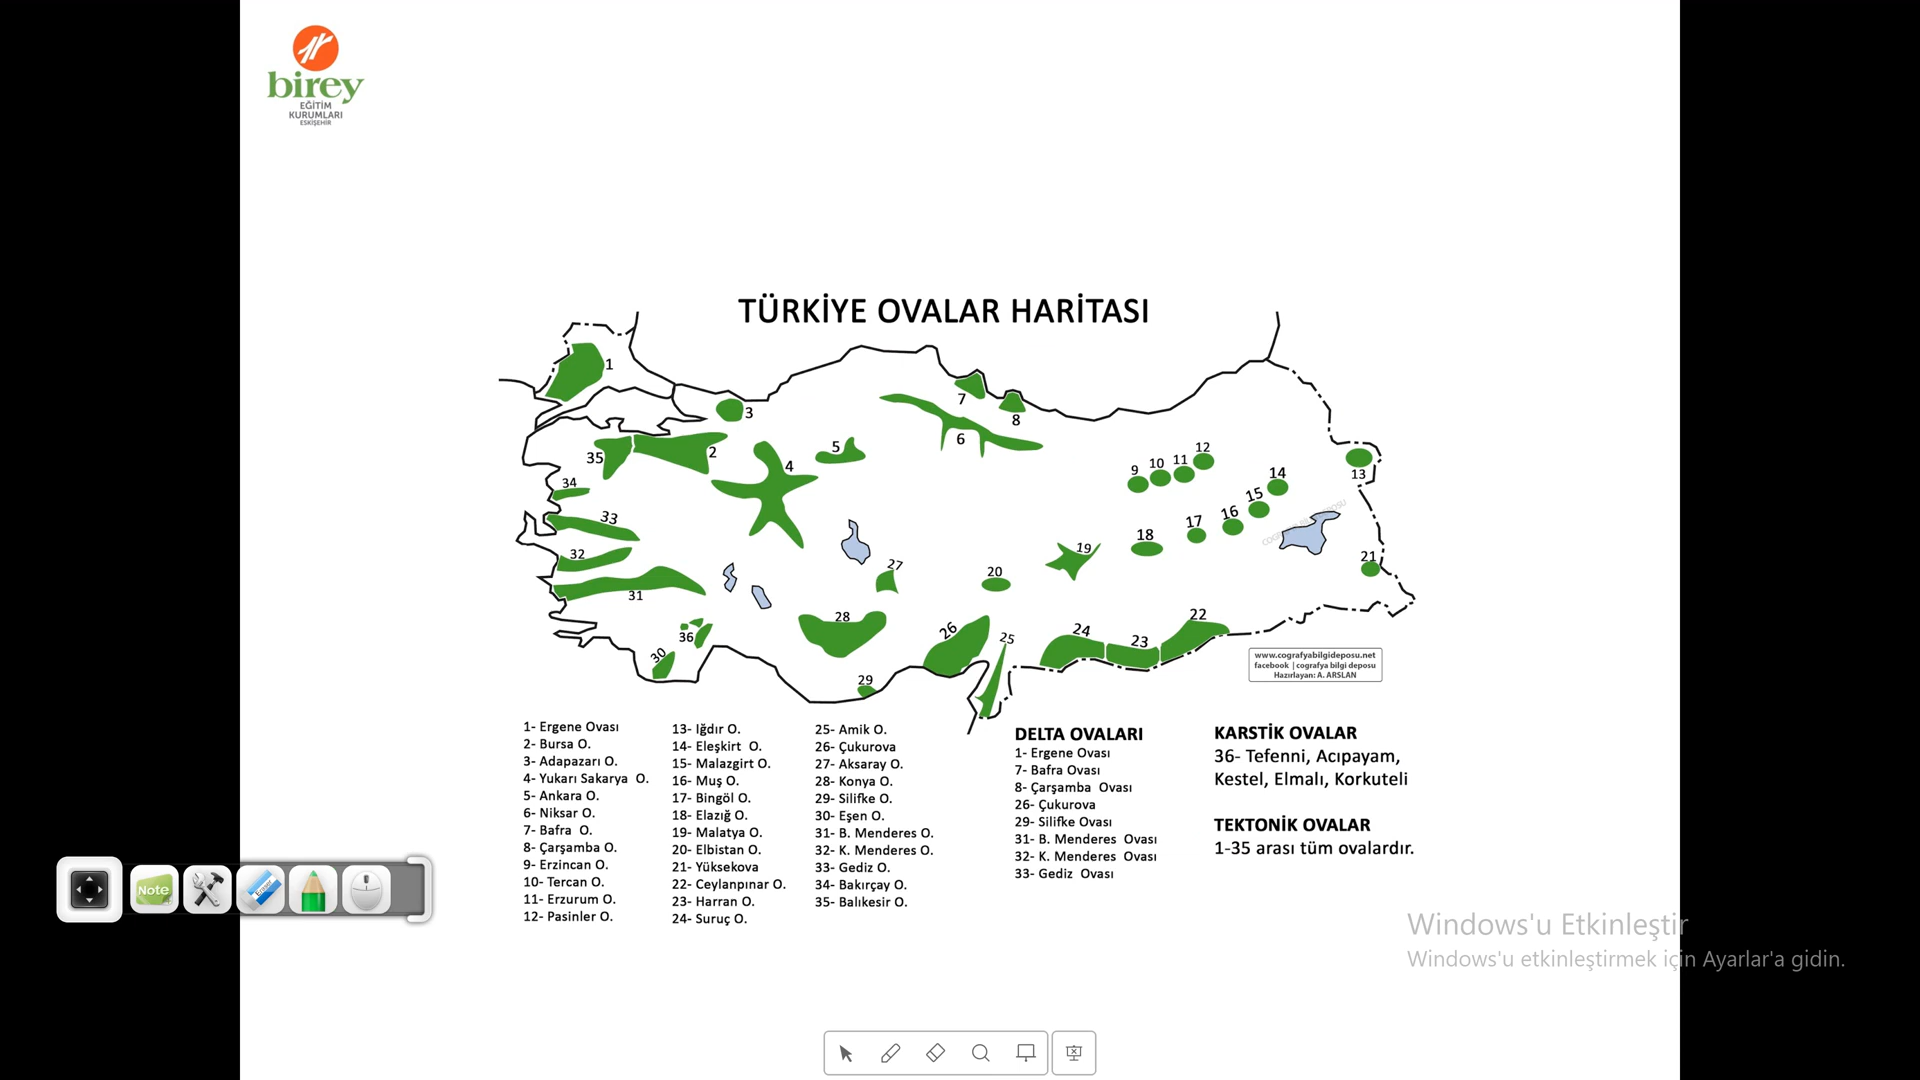 birey
EĞİTİM
KURUMLARI
ESKİŞEHİR
TÜRKİYE OVALAR HARİTASI
1
2
3
4
5
6
7
8
9
10
11
12
13
14
15
16
17
18
19
20
21
22
23
24
25
26
27
28
29
30
31
32
33
34
35
36
www.cografyabilgideposu.net
facebook | cografya bilgi deposu
Hazırlayan: A. ARSLAN
1- Ergene Ovası
2- Bursa O.
3- Adapazarı O.
4- Yukarı Sakarya O.
5- Ankara O.
6- Niksar O.
7- Bafra O.
8- Çarşamba O.
9- Erzincan O.
10- Tercan O.
11- Erzurum O.
12- Pasinler O.
13- Iğdır O.
14- Eleşkirt O.
15- Malazgirt O.
16- Muş O.
17- Bingöl O.
18- Elazığ O.
19- Malatya O.
20- Elbistan O.
21- Yüksekova
22- Ceylanpınar O.
23- Harran O.
24- Suruç O.
25- Amik O.
26- Çukurova
27- Aksaray O.
28- Konya O.
29- Silifke O.
30- Eşen O.
31- B. Menderes O.
32- K. Menderes O.
33- Gediz O.
34- Bakırçay O.
35- Balıkesir O.
DELTA OVALARI
1- Ergene Ovası
7- Bafra Ovası
8- Çarşamba Ovası
26- Çukurova
29- Silifke Ovası
31- B. Menderes Ovası
32- K. Menderes Ovası
33- Gediz Ovası
KARSTİK OVALAR
36- Tefenni, Acıpayam,
Kestel, Elmalı, Korkuteli
TEKTONİK OVALAR
1-35 arası tüm ovalardır.
Note
Windows'u Etkinleştir
Windows'u etkinleştirmek için Ayarlar'a gidin.